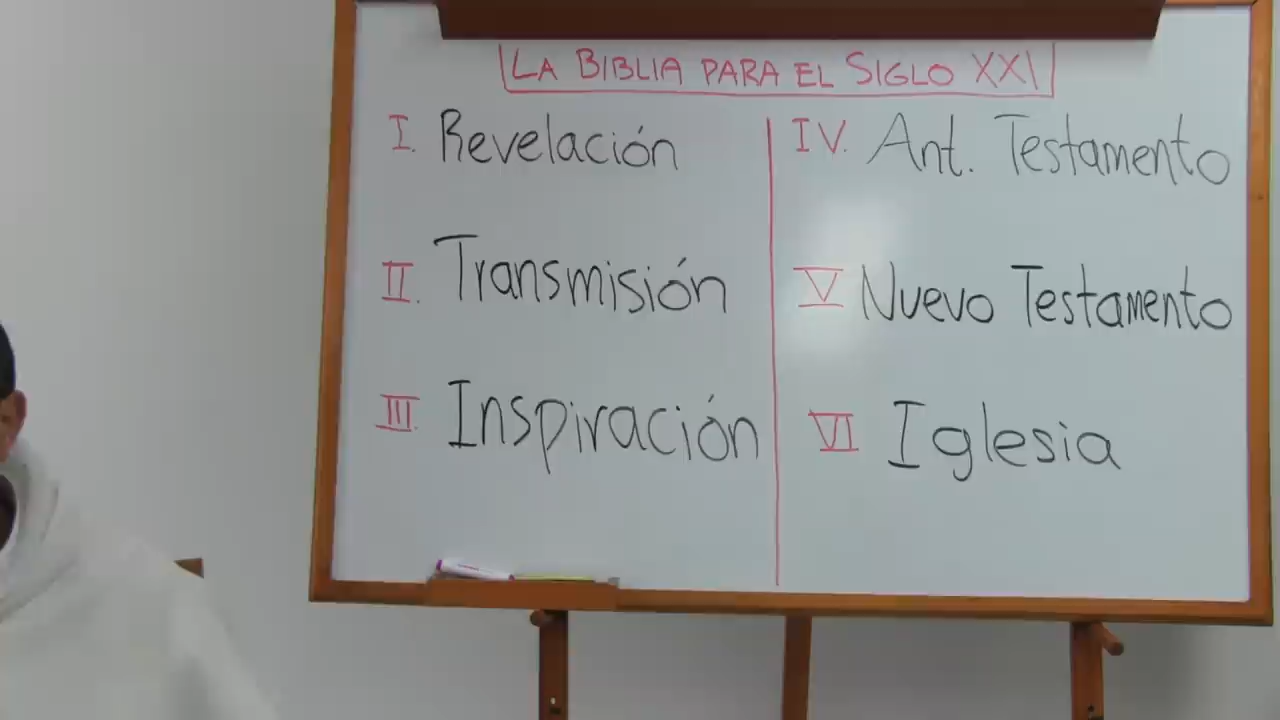 LA BIBLIA PARA EL SIGLO XXI
I. Revelación
II. Transmisión
III. Inspiración
IV. Ant. Testamento
V Nuevo Testamento
VI Iglesia